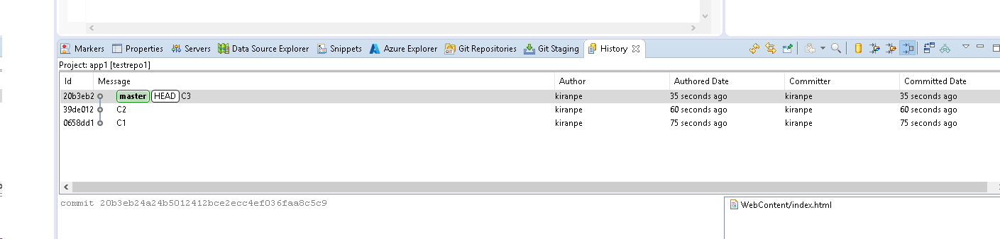 Markers Properties Servers Data Source Explorer Snippets Azure Explorer Git Repositories Git Staging History
Project: app1 [testrepo1]
Id Message Author Authored Date Committer Committed Date
20b3eb2 master HEAD C3 kiranpe 35 seconds ago kiranpe 35 seconds ago
39de012 C2 kiranpe 60 seconds ago kiranpe 60 seconds ago
0658dd1 C1 kiranpe 75 seconds ago kiranpe 75 seconds ago
commit 20b3eb24a24b5012412bce2ecc4ef036faa8c5c9
WebContent/index.html